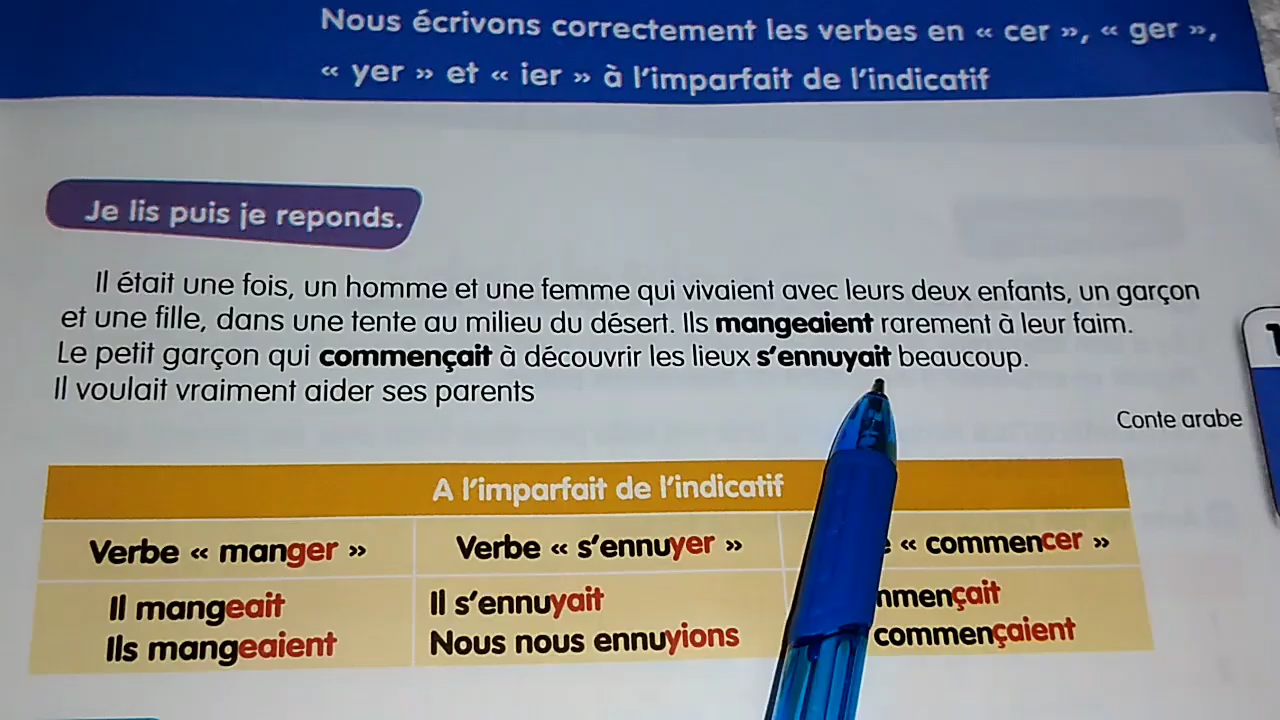 Nous écrivons correctement les verbes en « cer », « ger »,
« yer » et « ier » à l'imparfait de l'indicatif
Je lis puis je reponds.
Il était une fois, un homme et une femme qui vivaient avec leurs deux enfants, un garçon
et une fille, dans une tente au milieu du désert. Ils mangeaient rarement à leur faim.
Le petit garçon qui commençait à découvrir les lieux s'ennuyait beaucoup.
Il voulait vraiment aider ses parents
Conte arabe
A l'imparfait de l'indicatif
Verbe « manger » Verbe « s'ennuyer » « commencer »
Il mangeait Il s'ennuyait
Ils mangeaient Nous nous ennuyions commençaient